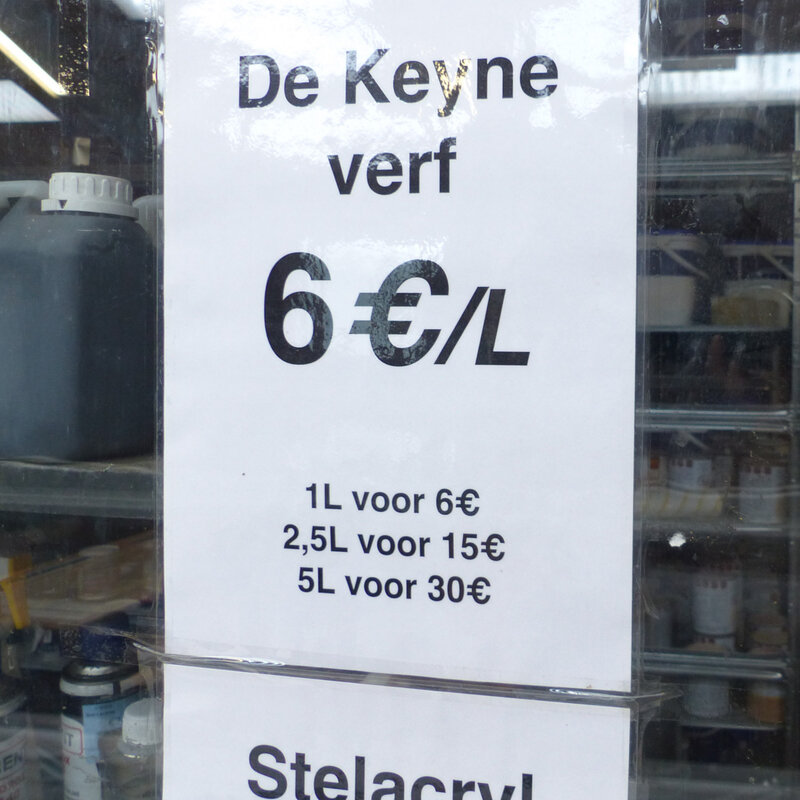 De Keyne
verf
6 €/L
1L voor 6€
2,5L voor 15€
5L voor 30€
Stelacryl